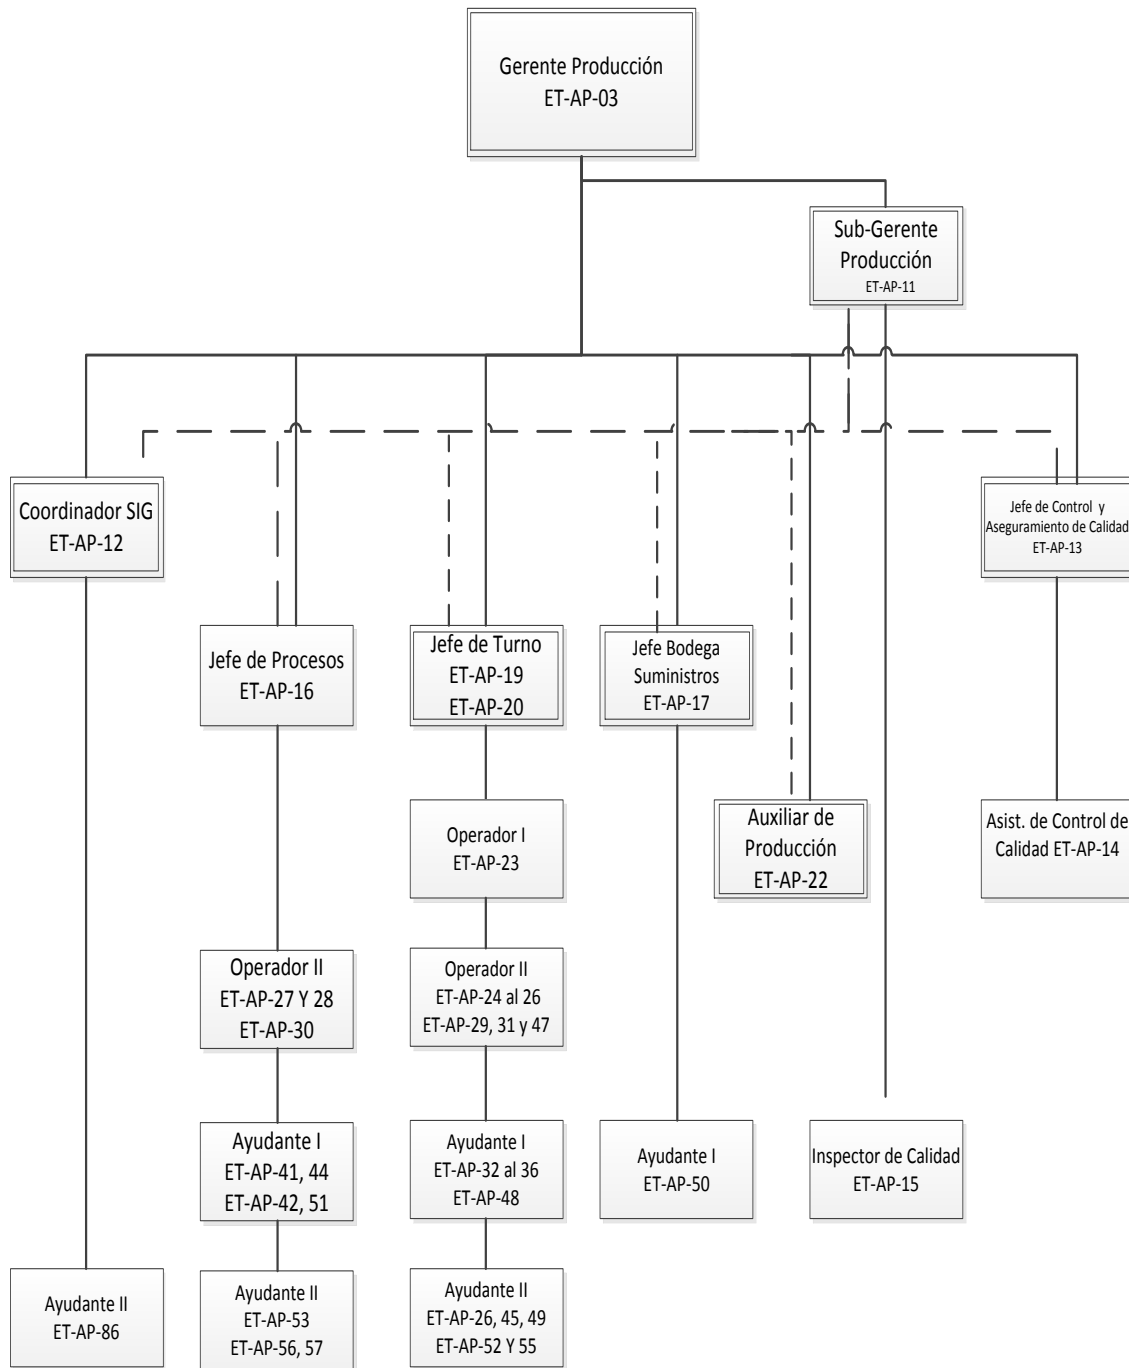 Gerente Producción
ET-AP-03
Sub-Gerente
Producción
ET-AP-11
Coordinador SIG
ET-AP-12
Jefe de Control y
Aseguramiento de Calidad
ET-AP-13
Jefe de Procesos
ET-AP-16
Jefe de Turno
ET-AP-19
ET-AP-20
Jefe Bodega
Suministros
ET-AP-17
Operador I
ET-AP-23
Auxiliar de
Producción
ET-AP-22
Asist. de Control de
Calidad ET-AP-14
Operador II
ET-AP-27 Y 28
ET-AP-30
Operador II
ET-AP-24 al 26
ET-AP-29, 31 y 47
Ayudante I
ET-AP-41, 44
ET-AP-42, 51
Ayudante I
ET-AP-32 al 36
ET-AP-48
Ayudante I
ET-AP-50
Inspector de Calidad
ET-AP-15
Ayudante II
ET-AP-86
Ayudante II
ET-AP-53
ET-AP-56, 57
Ayudante II
ET-AP-26, 45, 49
ET-AP-52 Y 55